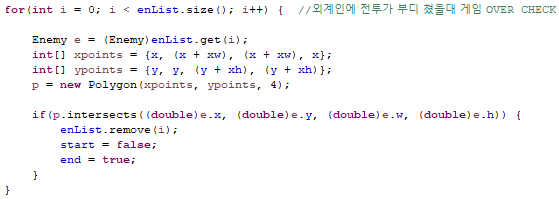 for(int i = 0; i < enList.size(); i++) {  //외계인에 전투가 부디 쳤을대 게임 OVER CHECK
Enemy e = (Enemy)enList.get(i);
int[] xpoints = {x, (x + xw), (x + xw), x};
int[] ypoints = {y, y, (y + xh), (y + xh)};
p = new Polygon(xpoints, ypoints, 4);
if(p.intersects((double)e.x, (double)e.y, (double)e.w, (double)e.h)) {
enList.remove(i);
start = false;
end = true;
}
}